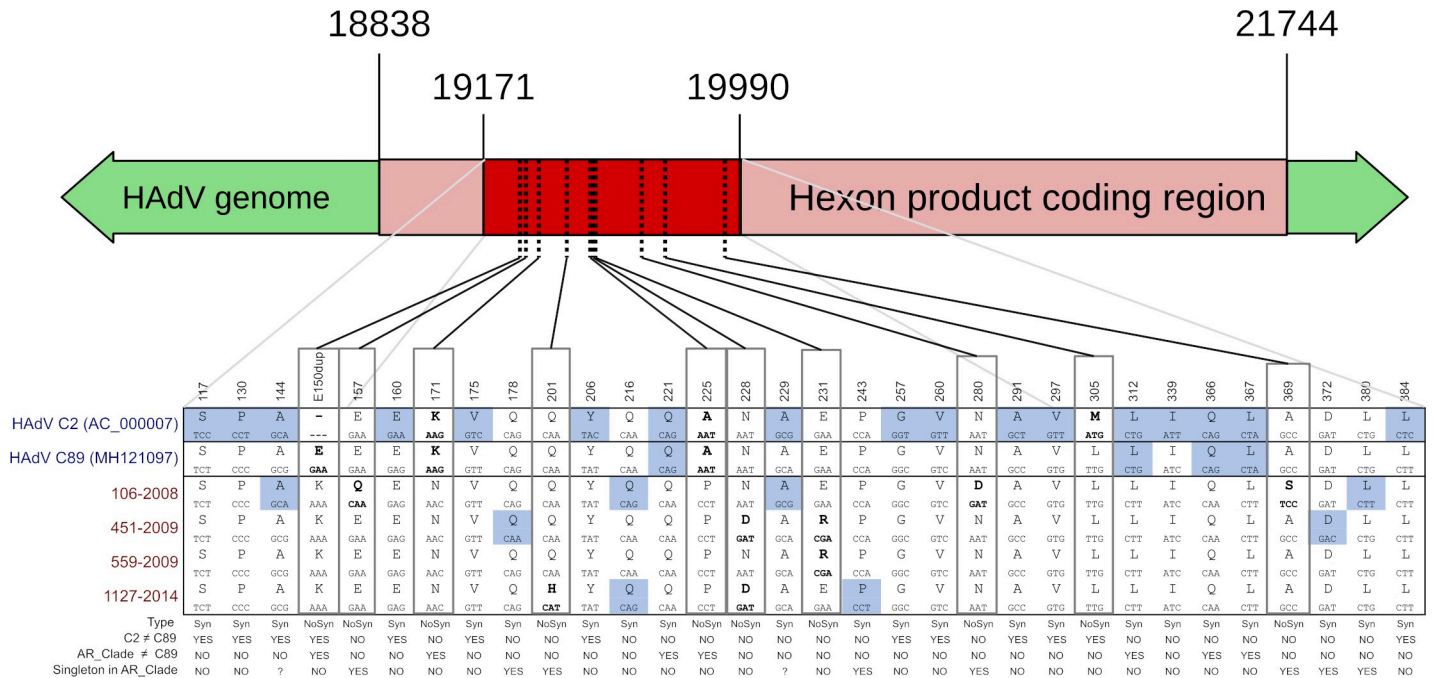 18838
21744
19171
19990
HAdV genome
Hexon product coding region
117 130 144 E150dup 157 160 171 175 178 201 206 216 221 225 228 229 231 243 257 260 280 291 297 305 312 339 366 367 369 372 380 384
HAdV C2 (AC_000007) S P A - E E K V Q Q Y Q Q A N A E P G V N A V M L I Q L A D L L
TCC CCT GCA --- GAA GAA AAG GTC CAG CAA TAC CAA CAG AAT AAT GCG GAA CCA GGT GTT AAT GCT GTT ATG CTG ATT CAG CTA GCC GAT CTG CTC
HAdV C89 (MH121097) S P A E E E K V Q Q Y Q Q A N A E P G V N A V L L I Q L A D L L
TCT CCC GCG GAA GAA GAG AAG GTT CAG CAA TAT CAA CAG AAT AAT GCA GAA CCA GGC GTC AAT GCC GTG TTG CTG ATC CAG CTA GCC GAT CTG CTT
106-2008 S P A K Q E N V Q Q Y Q Q P N A E P G V D A V L L I Q L S D L L
TCT CCC GCA AAA CAA GAG AAC GTT CAG CAA TAT CAG CAA CCT AAT GCG GAA CCA GGC GTC GAT GCC GTG TTG CTT ATC CAA CTT TCC GAT CTT CTT
451-2009 S P A K E E N V Q Q Y Q Q P D A R P G V N A V L L I Q L A D L L
TCT CCC GCG AAA GAA GAG AAC GTT CAA CAA TAT CAA CAA CCT GAT GCA CGA CCA GGC GTC AAT GCC GTG TTG CTT ATC CAA CTT GCC GAC CTG CTT
559-2009 S P A K E E N V Q Q Y Q Q P N A R P G V N A V L L I Q L A D L L
TCT CCC GCG AAA GAA GAG AAC GTT CAG CAA TAT CAA CAA CCT AAT GCA CGA CCA GGC GTC AAT GCC GTG TTG CTT ATC CAA CTT GCC GAT CTG CTT
1127-2014 S P A K E E N V Q H Y Q Q P D A E P G V N A V L L I Q L A D L L
TCT CCC GCG AAA GAA GAG AAC GTT CAG CAT TAT CAG CAA CCT GAT GCA GAA CCT GGC GTC AAT GCC GTG TTG CTT ATC CAA CTT GCC GAT CTG CTT
Type Syn Syn Syn NoSyn NoSyn Syn NoSyn Syn Syn NoSyn Syn Syn Syn NoSyn NoSyn Syn NoSyn Syn Syn Syn NoSyn Syn Syn NoSyn Syn Syn Syn Syn NoSyn Syn Syn Syn
C2 ≠ C89 YES YES YES YES NO YES NO YES NO NO YES NO NO NO NO NO NO NO YES YES NO YES YES YES NO NO NO NO NO NO NO YES
AR_Clade ≠ C89 NO NO NO YES NO NO YES NO NO NO NO NO YES YES NO NO NO NO NO NO NO NO NO NO YES NO YES YES NO NO NO NO
Singleton in AR_Clade NO NO ? NO YES NO NO NO YES YES NO NO NO NO NO ? NO YES NO NO YES NO NO NO NO NO NO NO YES YES YES NO